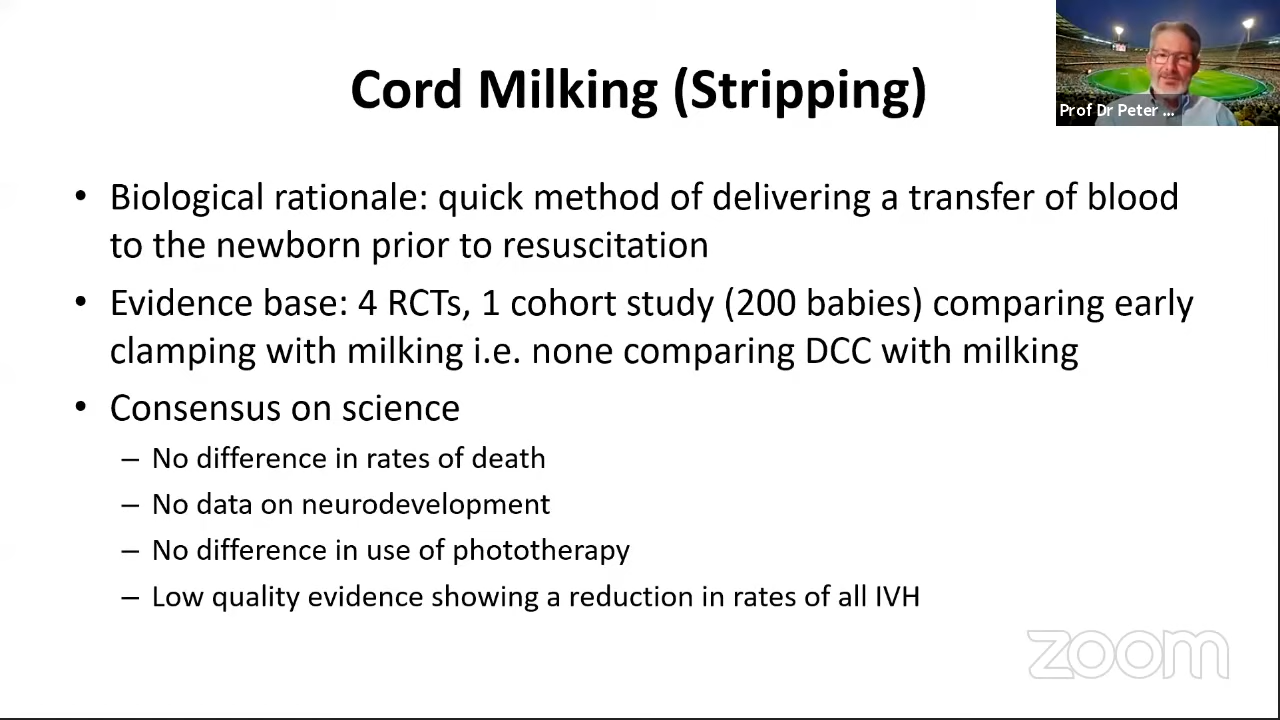 Cord Milking (Stripping)
Prof Dr Peter ...
• Biological rationale: quick method of delivering a transfer of blood
to the newborn prior to resuscitation
• Evidence base: 4 RCTs, 1 cohort study (200 babies) comparing early
clamping with milking i.e. none comparing DCC with milking
• Consensus on science
– No difference in rates of death
– No data on neurodevelopment
– No difference in use of phototherapy
– Low quality evidence showing a reduction in rates of all IVH
zoom